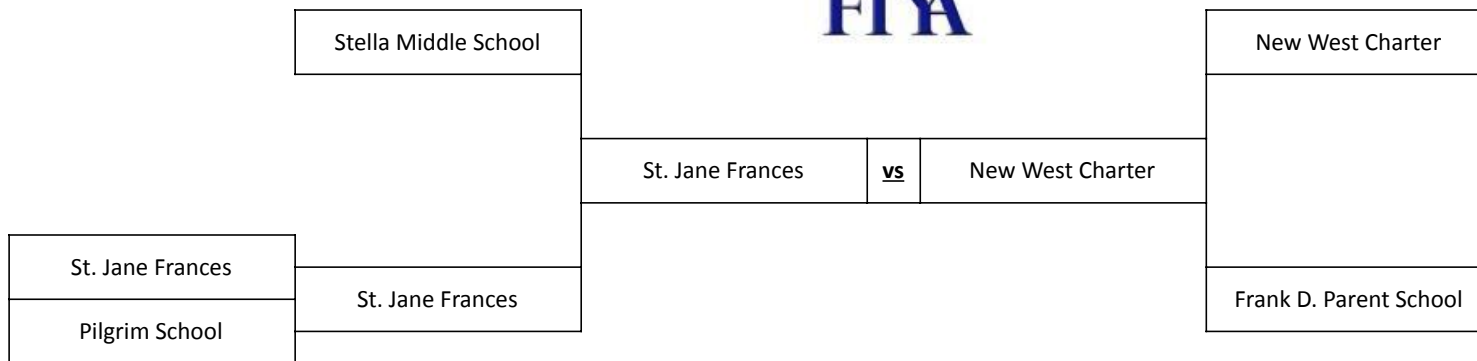 FIYA
Stella Middle School
New West Charter
St. Jane Frances
vs
New West Charter
St. Jane Frances
Pilgrim School
St. Jane Frances
Frank D. Parent School